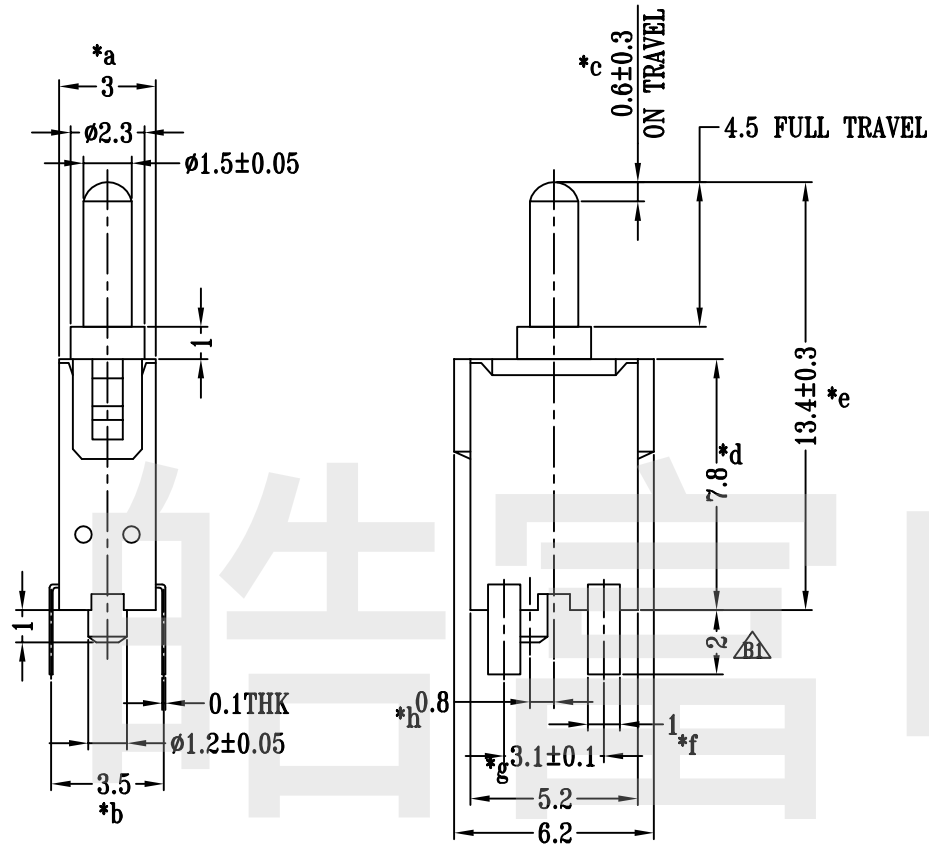 *a
3
ø2.3
ø1.5±0.05
1
1
0.1THK
ø1.2±0.05
3.5
*b
*c
0.6±0.3
ON TRAVEL
4.5 FULL TRAVEL
13.4±0.3
*e
7.8
*d
2
B1
0.8
*h
1
*f
*g
3.1±0.1
5.2
6.2
皓富